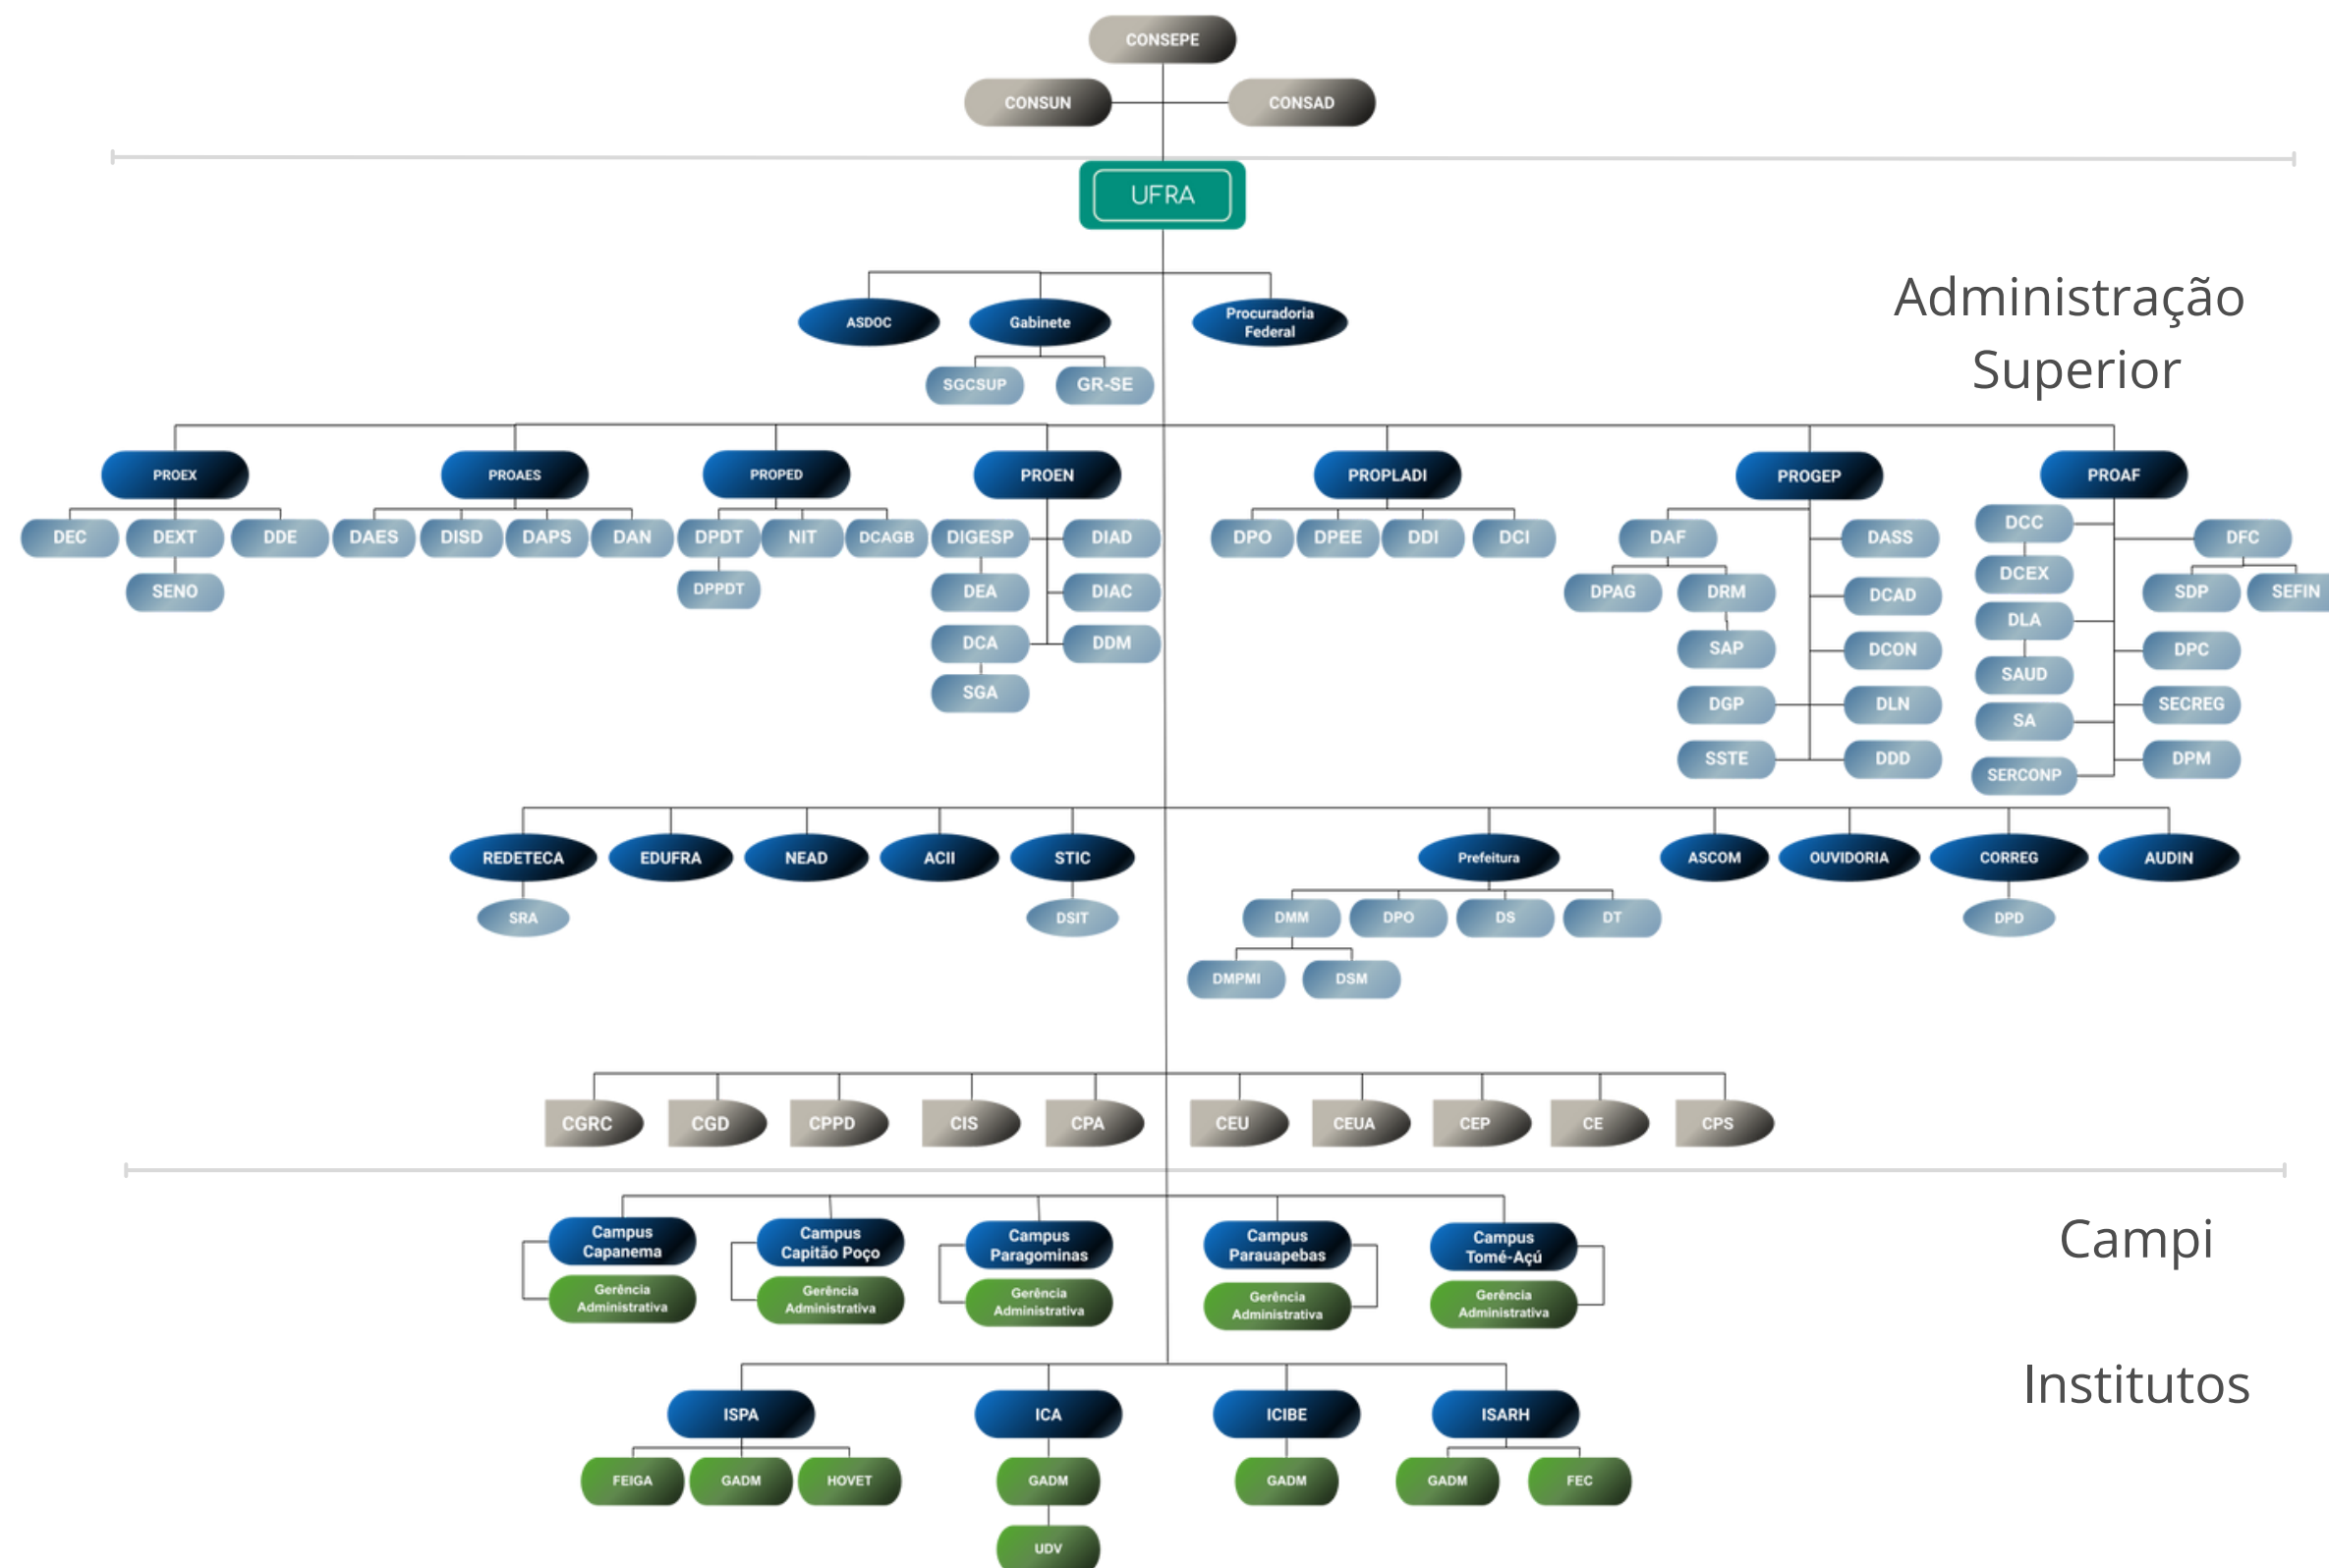 CONSEPE
CONSUN
CONSAD
UFRA
Administração
Superior
ASDOC
Gabinete
Procuradoria
Federal
SGCSUP
GR-SE
PROEX
PROAES
PROPED
PROEN
PROPLADI
PROGEP
PROAF
DEC
DEXT
DDE
DAES
DISD
DAPS
DAN
DPDT
NIT
DCAGB
DIGESP
DIAD
DPO
DPEE
DDI
DCI
DAF
DASS
DCC
DFC
SENO
DPPDT
DEA
DIAC
DPAG
DRM
DCAD
DCEX
SDP
SEFIN
DCA
DDM
SAP
DCON
DLA
DPC
SGA
DGP
DLN
SAUD
SECREG
SA
SSTE
DDD
SERCONP
DPM
REDETECA
EDUFRA
NEAD
ACII
STIC
Prefeitura
ASCOM
OUVIDORIA
CORREG
AUDIN
SRA
DSIT
DMM
DPO
DS
DT
DPD
DMPMI
DSM
CGRC
CGD
CPPD
CIS
CPA
CEU
CEUA
CEP
CE
CPS
Campi
Campus
Capanema
Campus
Capitão Poço
Campus
Paragominas
Campus
Parauapebas
Campus
Tomé-Açú
Gerência
Administrativa
Gerência
Administrativa
Gerência
Administrativa
Gerência
Administrativa
Gerência
Administrativa
Institutos
ISPA
ICA
ICIBE
ISARH
FEIGA
GADM
HOVET
GADM
GADM
GADM
FEC
UDV